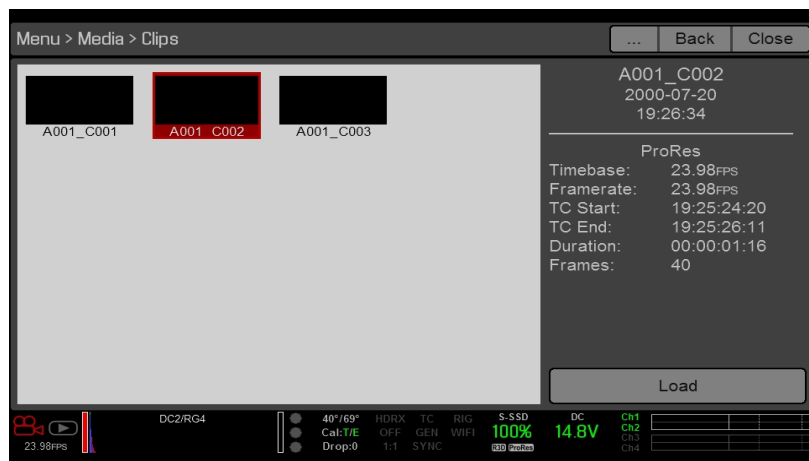 Menu > Media > Clips
... Back Close
A001_C001 A001_C002 A001_C003
A001_C002
2000-07-20
19:26:34
ProRes
Timebase: 23.98FPS
Framerate: 23.98FPS
TC Start: 19:25:24:20
TC End: 19:25:26:11
Duration: 00:00:01:16
Frames: 40
Load
23.98FPS
DC2/RG4
40°/69° HDRX TC RIG S-SSD DC Ch1
Cal:T/E OFF GEN WIFI 100% 14.8V Ch2
Drop:0 1:1 SYNC R3D ProRes Ch3
Ch4